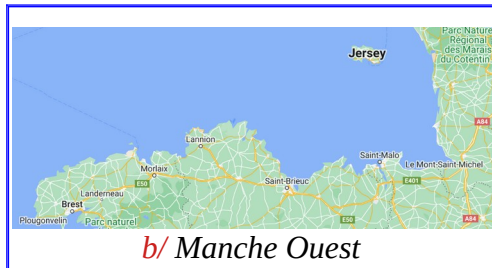 Parc Nature
Régional
des Marais
du Cotentin
Jersey
A84
Lannion
Morlaix
Saint-Malo
Le Mont-Saint-Michel
Landerneau
E50
Saint-Brieuc
E401
Brest
A84
Plougonvelin
Parc naturel
E50
b/ Manche Ouest